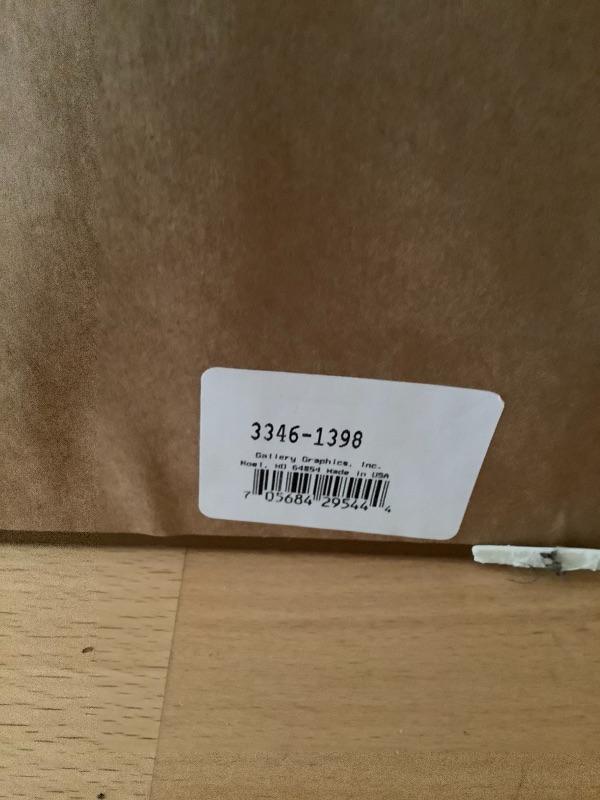 3346-1398
Gallery Graphics, Inc.
Noel, MO 64854 Made in USA
7 05684 29544 4